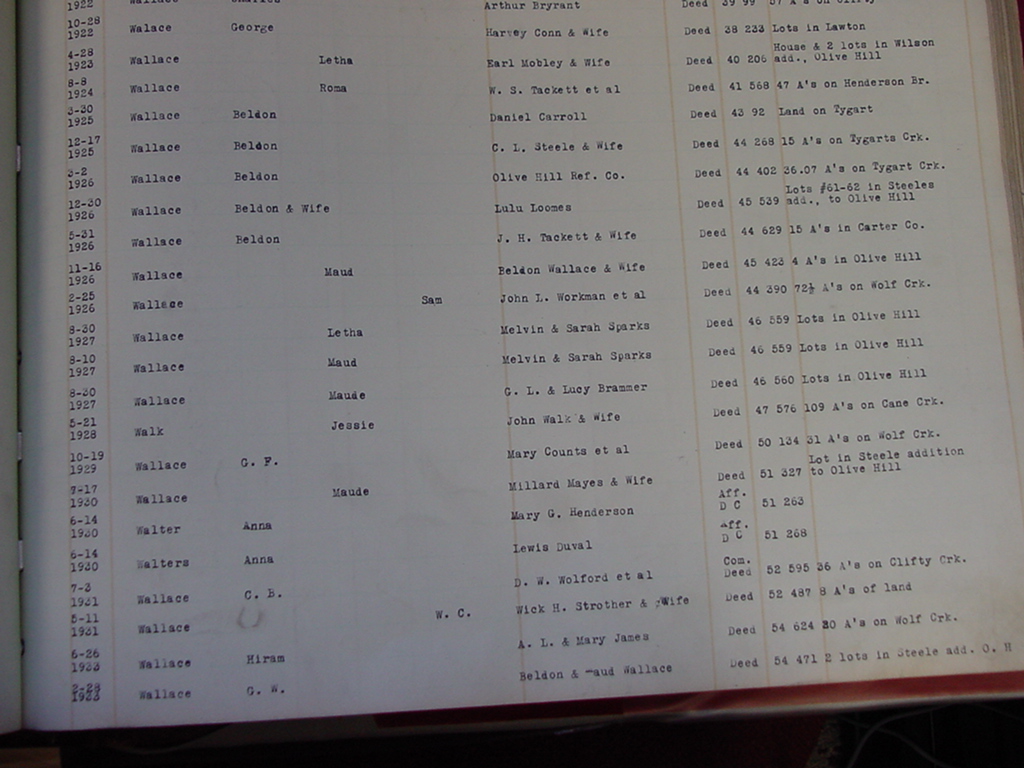 1922 Wallace Charles Arthur Bryrant Deed 39 99 57 A's on Clifty
10-28
1922 Walace George Harvey Conn & Wife Deed 38 233 Lots in Lawton
4-28 House & 2 lots in Wilson
1923 Wallace Letha Earl Mobley & Wife Deed 40 206 add., Olive Hill
8-8
1924 Wallace Roma W. S. Tackett et al Deed 41 568 47 A's on Henderson Br.
3-30
1925 Wallace Beldon Daniel Carroll Deed 43 92 Land on Tygart
12-17
1925 Wallace Beldon C. L. Steele & Wife Deed 44 268 15 A's on Tygarts Crk.
3-2
1926 Wallace Beldon Olive Hill Ref. Co. Deed 44 402 36.07 A's on Tygart Crk.
12-30 Lots #61-62 in Steeles
1926 Wallace Beldon & Wife Lulu Loomes Deed 45 539 add., to Olive Hill
5-31
1926 Wallace Beldon J. H. Tackett & Wife Deed 44 629 15 A's in Carter Co.
11-16
1926 Wallace Maud Beldon Wallace & Wife Deed 45 423 4 A's in Olive Hill
2-25
1926 Wallace Sam John L. Workman et al Deed 44 390 72½ A's on Wolf Crk.
8-30
1927 Wallace Letha Melvin & Sarah Sparks Deed 46 559 Lots in Olive Hill
8-10
1927 Wallace Maud Melvin & Sarah Sparks Deed 46 559 Lots in Olive Hill
8-30
1927 Wallace Maude G. L. & Lucy Brammer Deed 46 560 Lots in Olive Hill
5-21
1928 Walk Jessie John Walk & Wife Deed 47 576 109 A's on Cane Crk.
10-19
1929 Wallace G. F. Mary Counts et al Deed 50 134 31 A's on Wolf Crk.
9-17 Lot in Steele addition
1930 Wallace Maude Millard Mayes & Wife Deed 51 327 to Olive Hill
6-14 Aff.
1930 Walter Anna Mary G. Henderson D C 51 263
6-14 Aff.
1930 Walters Anna Lewis Duval D C 51 268
7-3 Com.
1931 Wallace C. B. D. W. Wolford et al Deed 52 595 36 A's on Clifty Crk.
5-11
1931 Wallace W. C. Wick H. Strother & Wife Deed 52 487 8 A's of land
6-26
1933 Wallace Hiram A. L. & Mary James Deed 54 624 20 A's on Wolf Crk.
2-28
1933 Wallace G. W. Beldon & Maud Wallace Deed 54 471 2 lots in Steele add. O. H